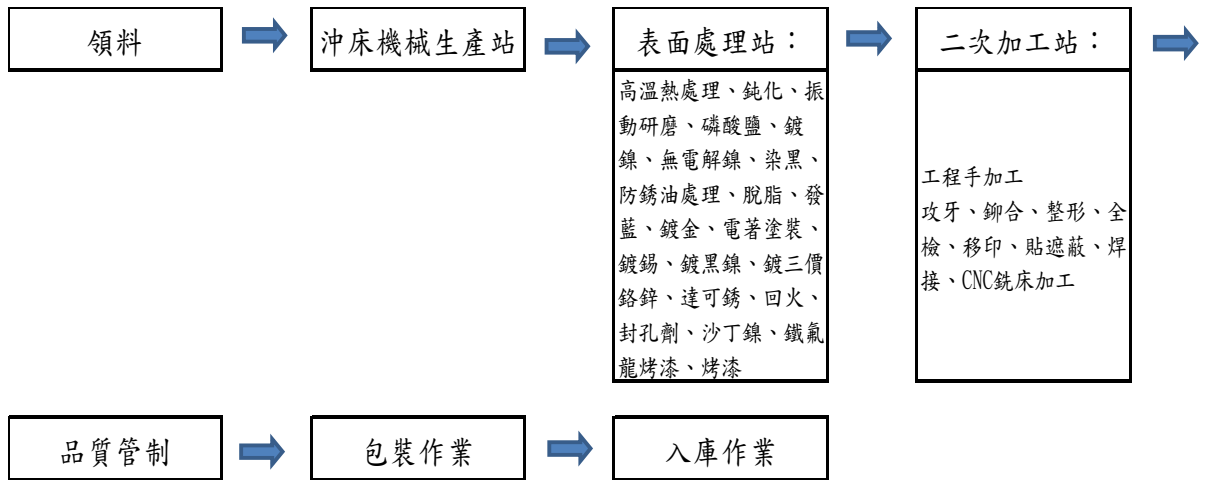 領料
沖床機械生產站
表面處理站：
高溫熱處理、鈍化、振
動研磨、磷酸鹽、鍍
鎳、無電解鎳、染黑、
防銹油處理、脫脂、發
藍、鍍金、電著塗裝、
鍍錫、鍍黑鎳、鍍三價
鉻鋅、達可銹、回火、
封孔劑、沙丁鎳、鐵氟
龍烤漆、烤漆
二次加工站：
工程手加工
攻牙、鉚合、整形、全
檢、移印、貼遮蔽、焊
接、CNC銑床加工
品質管制
包裝作業
入庫作業